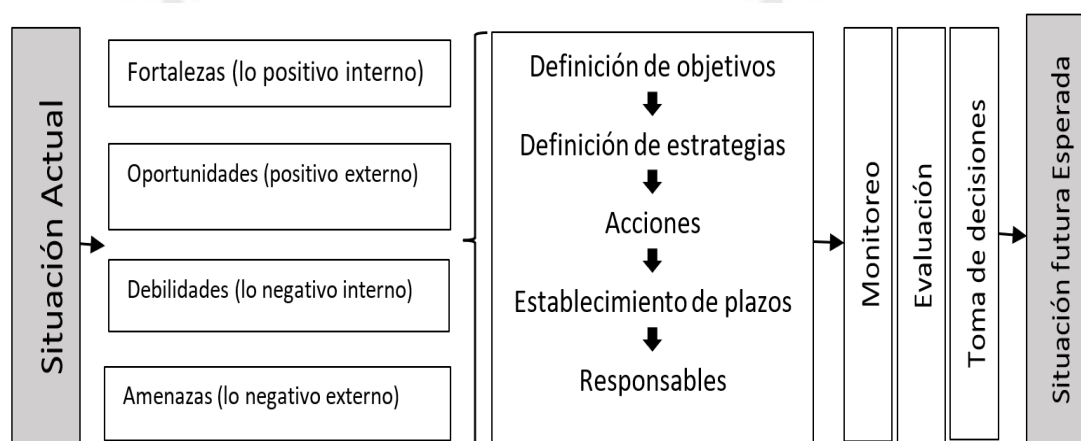 Situación Actual
Fortalezas (lo positivo interno)
Oportunidades (positivo externo)
Debilidades (lo negativo interno)
Amenazas (lo negativo externo)
Definición de objetivos
Definición de estrategias
Acciones
Establecimiento de plazos
Responsables
Monitoreo
Evaluación
Toma de decisiones
Situación futura Esperada